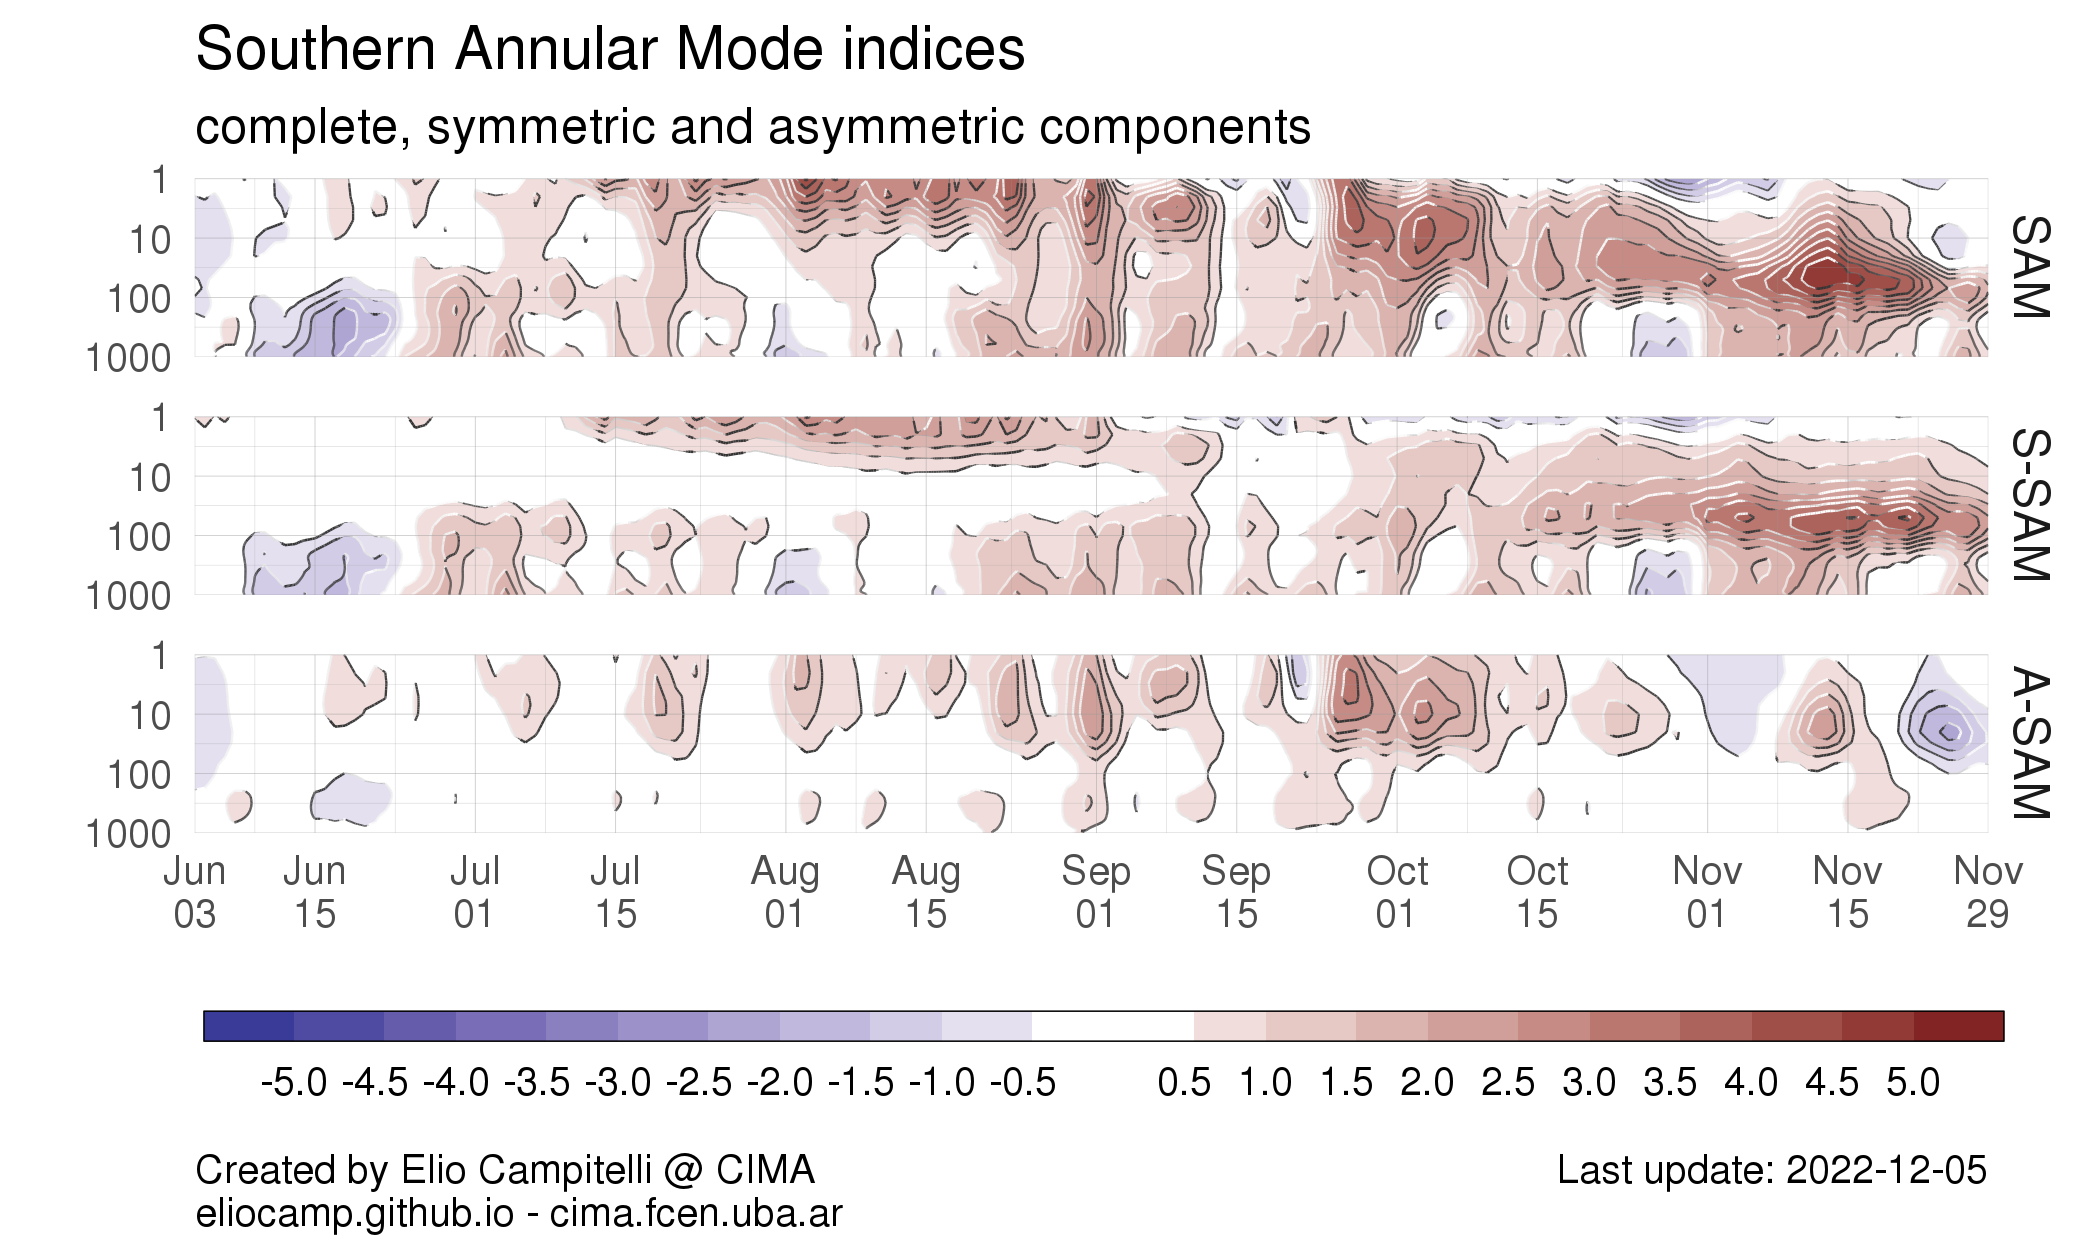 Southern Annular Mode indices
complete, symmetric and asymmetric components
1
10
100
1000
SAM
1
10
100
1000
S-SAM
1
10
100
1000
A-SAM
Jun Jun Jul Jul Aug Aug Sep Sep Oct Oct Nov Nov Nov
03 15 01 15 01 15 01 15 01 15 01 15 29
-5.0 -4.5 -4.0 -3.5 -3.0 -2.5 -2.0 -1.5 -1.0 -0.5 0.5 1.0 1.5 2.0 2.5 3.0 3.5 4.0 4.5 5.0
Created by Elio Campitelli @ CIMA
eliocamp.github.io - cima.fcen.uba.ar
Last update: 2022-12-05